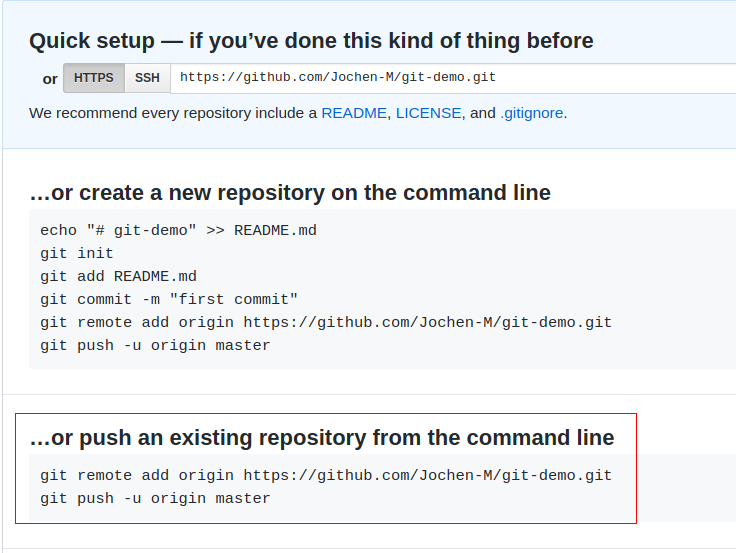 Quick setup — if you’ve done this kind of thing before
or HTTPS SSH https://github.com/Jochen-M/git-demo.git
We recommend every repository include a README, LICENSE, and .gitignore.
…or create a new repository on the command line
echo "# git-demo" >> README.md
git init
git add README.md
git commit -m "first commit"
git remote add origin https://github.com/Jochen-M/git-demo.git
git push -u origin master
…or push an existing repository from the command line
git remote add origin https://github.com/Jochen-M/git-demo.git
git push -u origin master